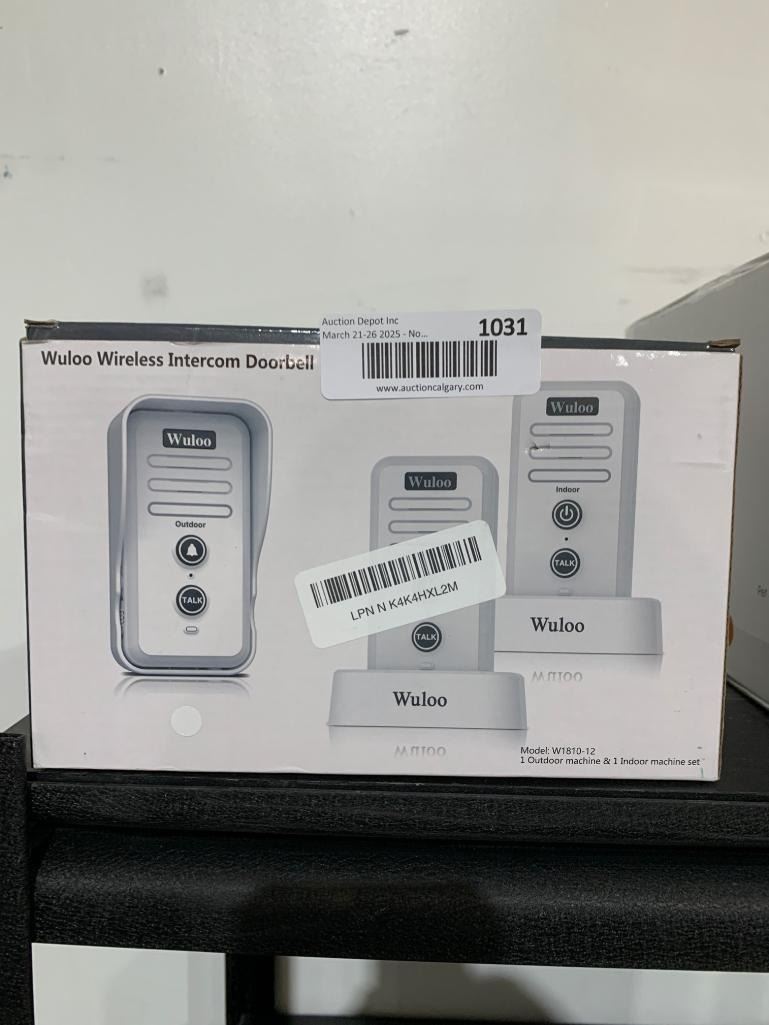 Auction Depot Inc
March 21-26 2025 - No...
1031
www.auctioncalgary.com
Wuloo Wireless Intercom Doorbell
Wuloo
Outdoor
TALK
Wuloo
LPN N K4K4HXL2M
TALK
Wuloo
Wuloo
Indoor
TALK
Wuloo
Model: W1810-12
1 Outdoor machine & 1 Indoor machine set